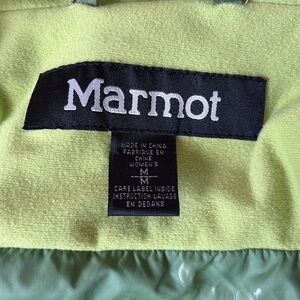 Marmot
MADE IN CHINA
FABRIQUE EN
CHINE
WOMEN'S
M
M
CARE LABEL INSIDE
INSTRUCTION LAVAGE
EN DEDANS